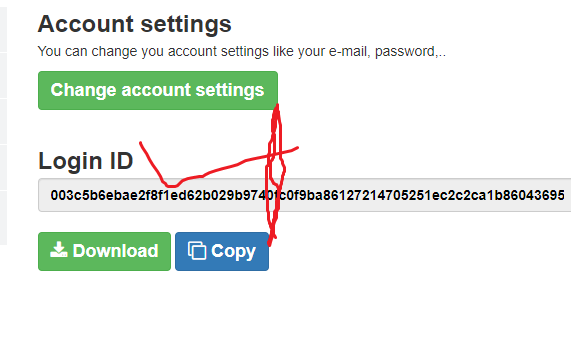 Account settings
You can change you account settings like your e-mail, password,..
Change account settings
Login ID
003c5b6ebae2f8f1ed62b029b9740fc0f9ba86127214705251ec2c2ca1b86043695
Download Copy